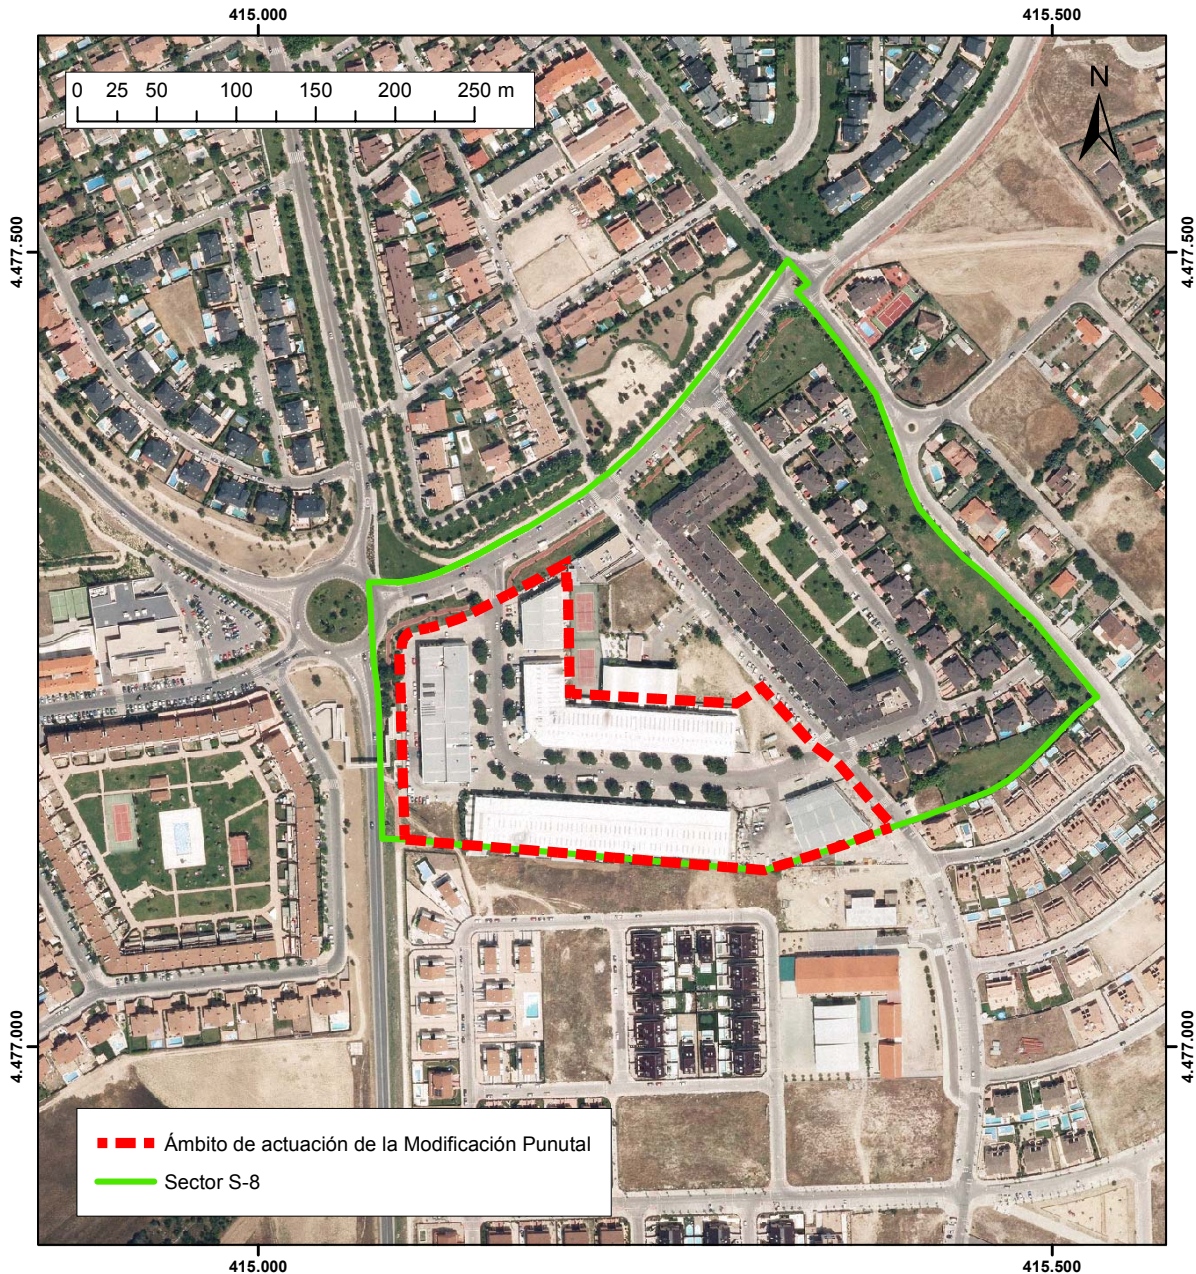 415.000 415.500
0 25 50 100 150 200 250 m
N
4.477.500 4.477.500
4.477.000 4.477.000
Ámbito de actuación de la Modificación Punutal
Sector S-8
415.000 415.500